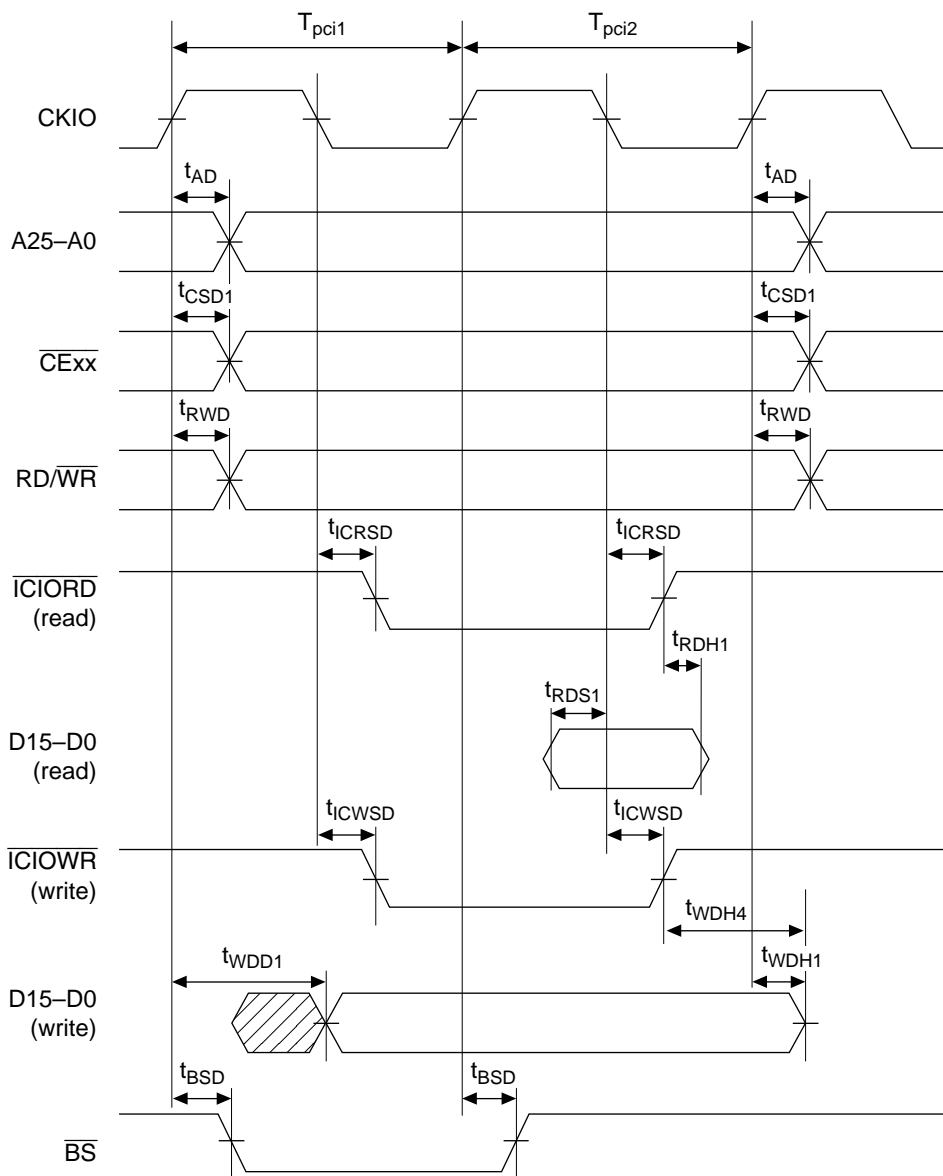 Tpci1 Tpci2
CKIO
tAD tAD
A25–A0
tCSD1 tCSD1
CExx
tRWD tRWD
RD/WR
tICRSD tICRSD
ICIORD
(read)
tRDH1
tRDS1
D15–D0
(read)
tICWSD tICWSD
ICIOWR
(write)
tWDH4
tWDD1 tWDH1
D15–D0
(write)
tBSD tBSD
BS